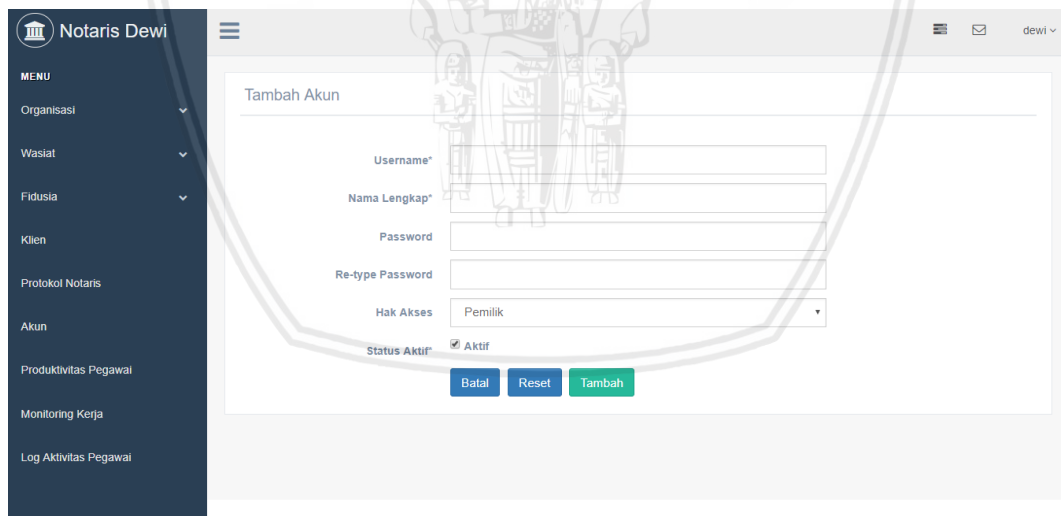 Notaris Dewi
dewi
MENU
Organisasi
Wasiat
Fidusia
Klien
Protokol Notaris
Akun
Produktivitas Pegawai
Monitoring Kerja
Log Aktivitas Pegawai
Tambah Akun
Username*
Nama Lengkap*
Password
Re-type Password
Hak Akses Pemilik
Status Aktif* Aktif
Batal Reset Tambah